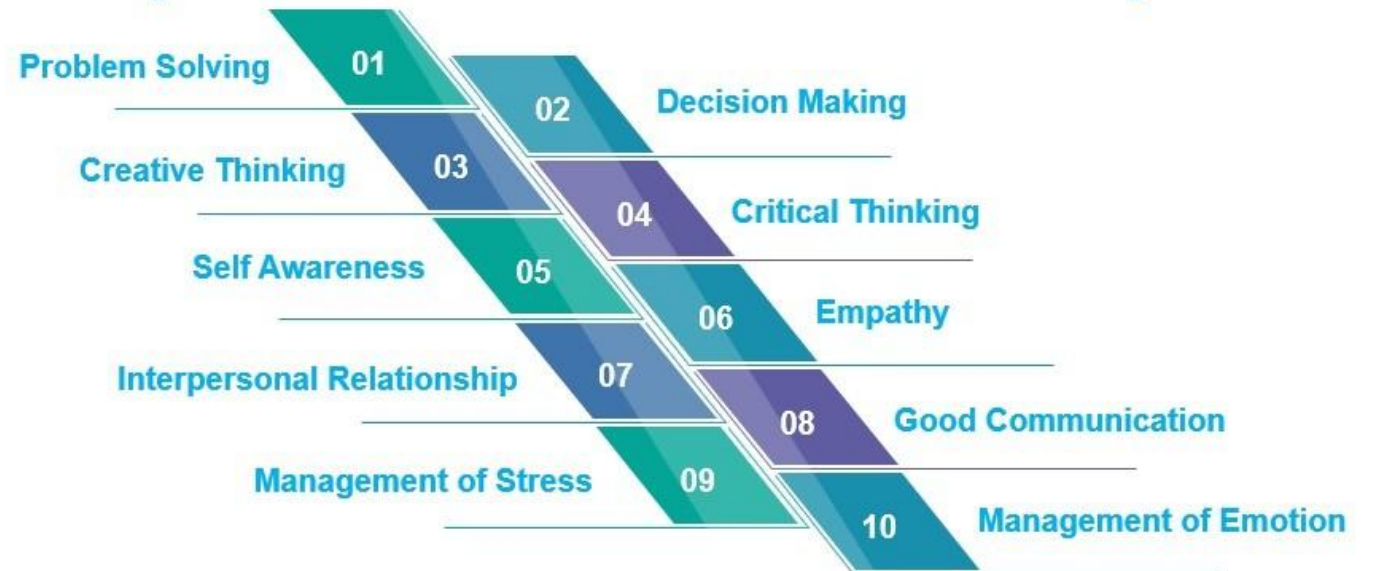 01
Problem Solving
02
Decision Making
03
Creative Thinking
04
Critical Thinking
05
Self Awareness
06
Empathy
07
Interpersonal Relationship
08
Good Communication
09
Management of Stress
10
Management of Emotion